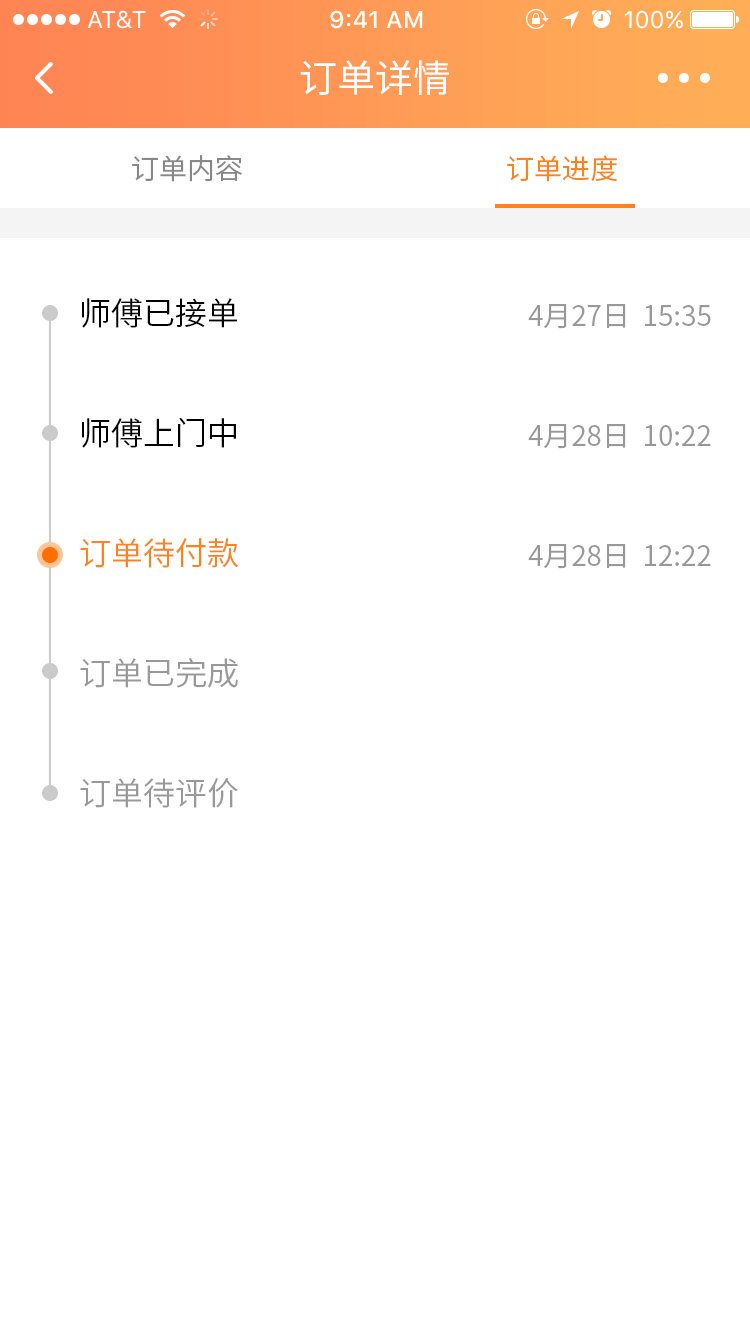 AT&T 9:41 AM 100%
订单详情
订单内容 订单进度
师傅已接单 4月27日 15:35
师傅上门中 4月28日 10:22
订单待付款 4月28日 12:22
订单已完成
订单待评价